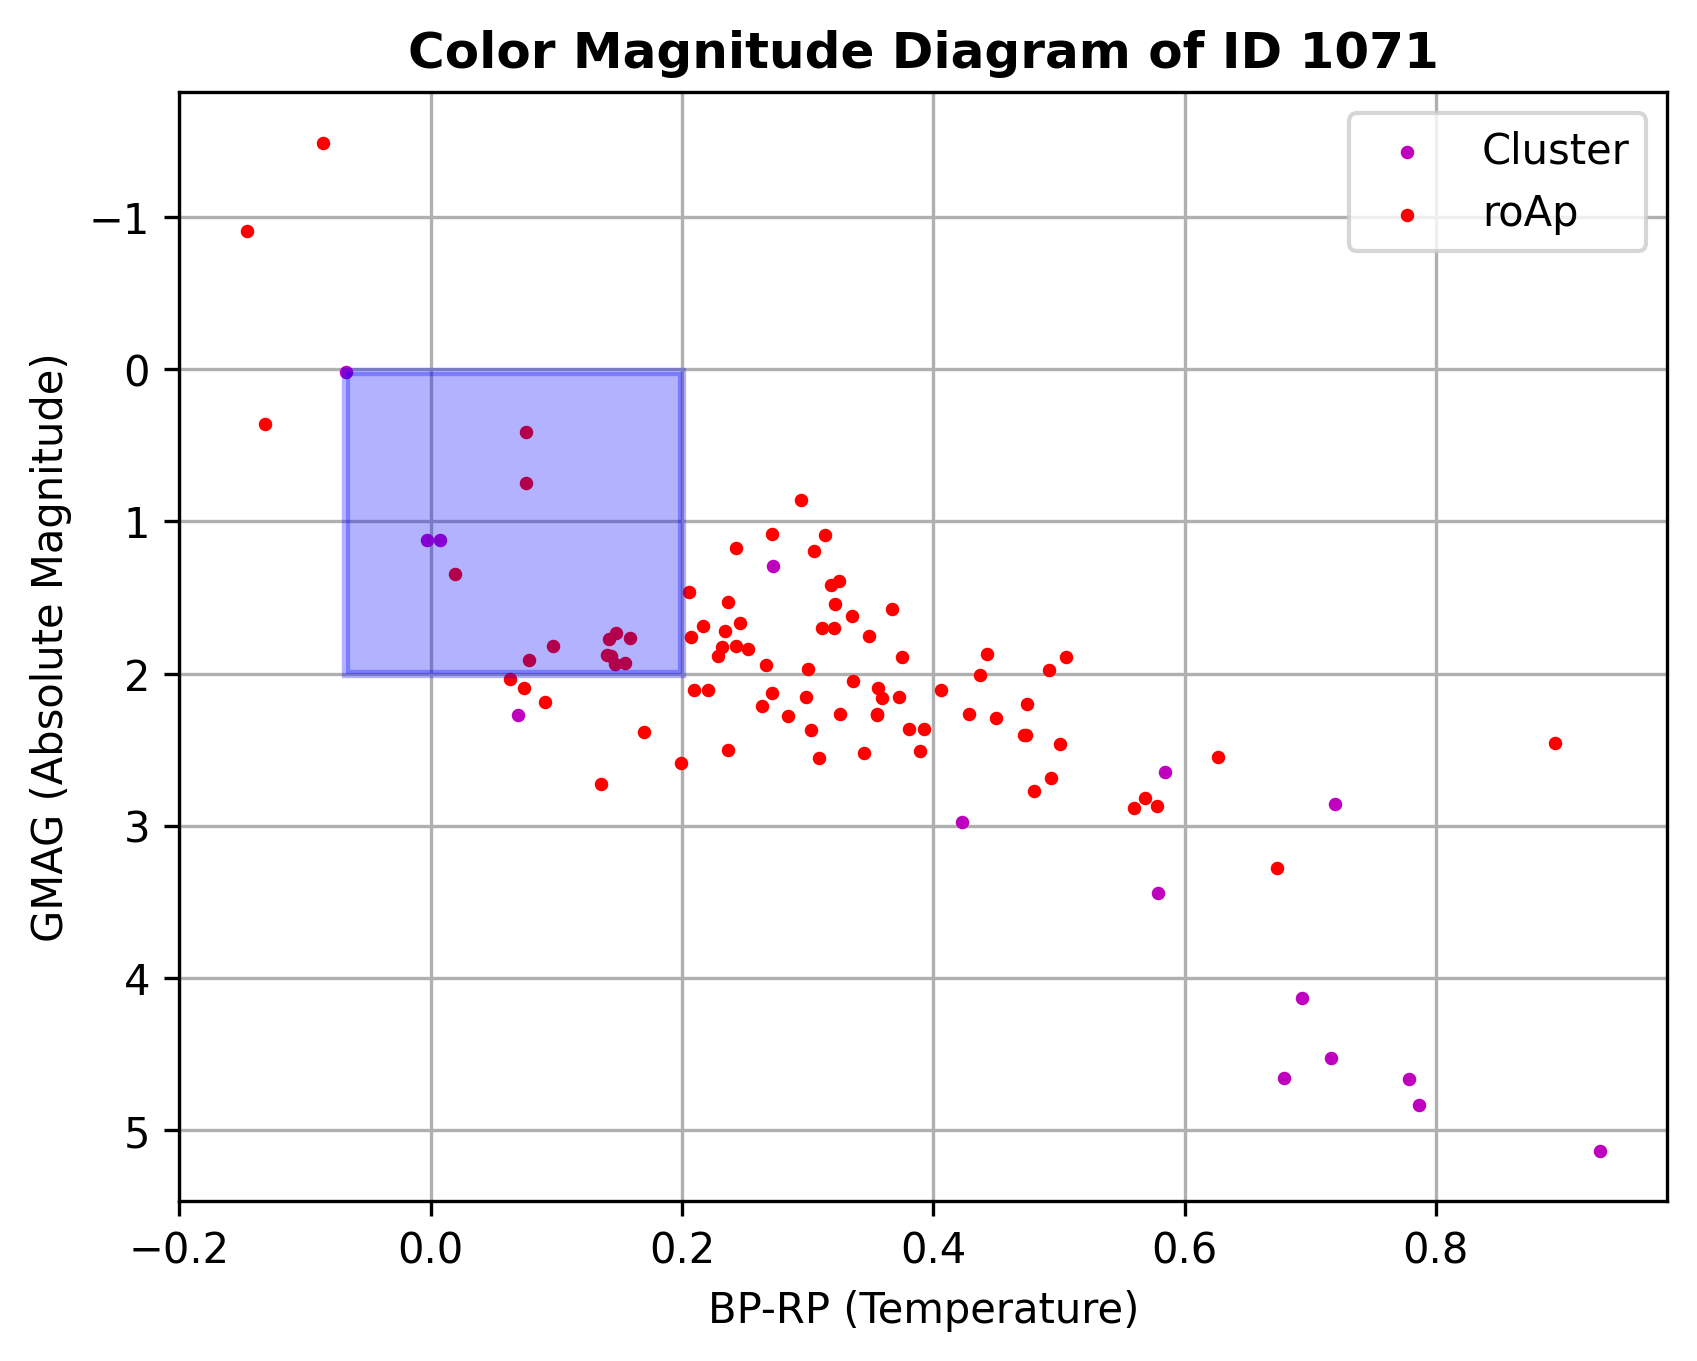 Color Magnitude Diagram of ID 1071
Cluster
roAp
GMAG (Absolute Magnitude)
−1
0
1
2
3
4
5
−0.2 0.0 0.2 0.4 0.6 0.8
BP-RP (Temperature)